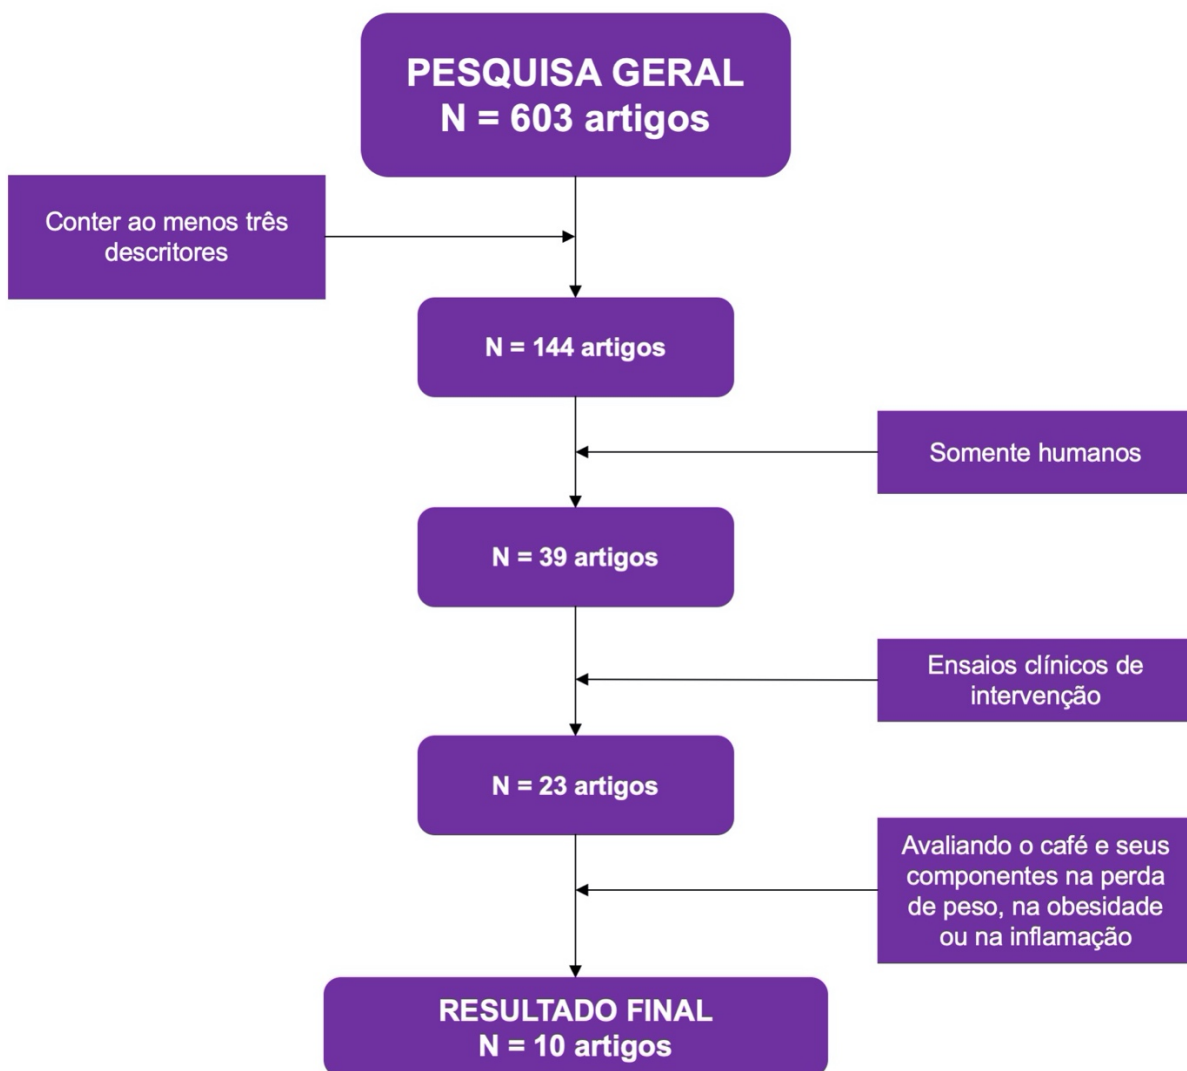 PESQUISA GERAL
N = 603 artigos
Conter ao menos três
descritores
N = 144 artigos
Somente humanos
N = 39 artigos
Ensaios clínicos de
intervenção
N = 23 artigos
Avaliando o café e seus
componentes na perda
de peso, na obesidade
ou na inflamação
RESULTADO FINAL
N = 10 artigos